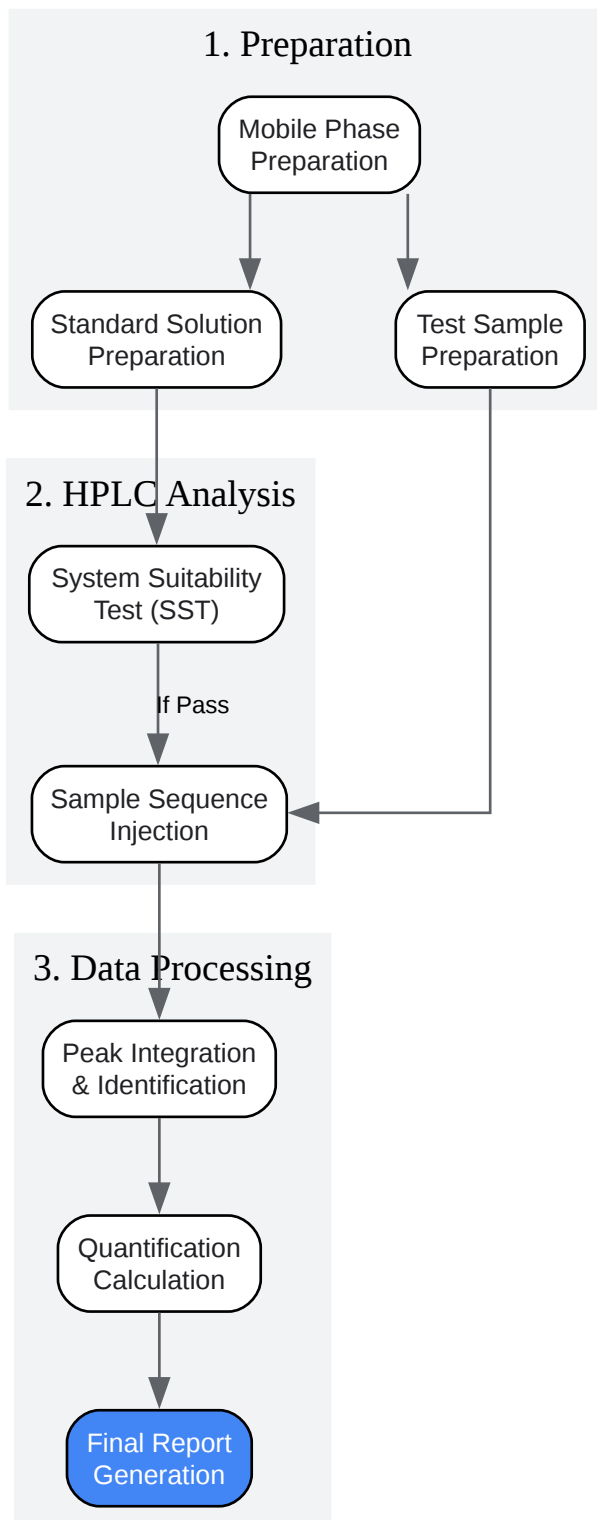 1. Preparation
Mobile Phase
Preparation
Standard Solution
Preparation
Test Sample
Preparation
2. HPLC Analysis
System Suitability
Test (SST)
If Pass
Sample Sequence
Injection
3. Data Processing
Peak Integration
& Identification
Quantification
Calculation
Final Report
Generation